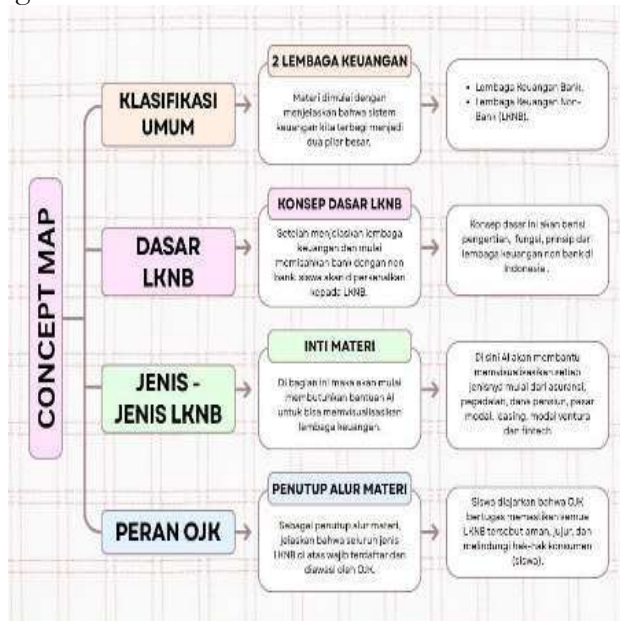 CONCEPT MAP
KLASIFIKASI
UMUM
2 LEMBAGA KEUANGAN
Materi dimulai dengan
menjelaskan bahwa sistem
keuangan kita terbagi menjadi
dua pilar besar.
• Lembaga Keuangan Bank.
• Lembaga Keuangan Non-
Bank (LKNB).
DASAR
LKNB
KONSEP DASAR LKNB
Setelah menjelaskan lembaga
keuangan dan mulai
memisahkan bank dengan non
bank, siswa akan dipersenalkan
kepada LKNB.
Konsep dasar ini akan berisi
pengertian, fungsi, prinsip dari
lembaga keuangan non bank di
Indonesia.
JENIS -
JENIS LKNB
INTI MATERI
Di bagian ini maka akan mulai
membutuhkan bantuan AI
untuk bisa memvisualisasikan
lembaga keuangan.
Di sini AI akan membantu
memvisualisasikan setiap
jenisnya mulai dari asuransi,
pegadaian, dana pensiun, pasar
modal, leasing, modal ventura
dan fintech
PERAN OJK
PENUTUP ALUR MATERI
Sebagai penutup alur materi,
jelaskan bahwa seluruh jenis
LKNB di atas wajib terdaftar dan
diawasi oleh OJK.
Siswa diajarkan bahwa OJK
bertugas memastikan semua
LKNB tersebut aman, jujur, dan
melindungi hak-hak konsumen
(siswa).